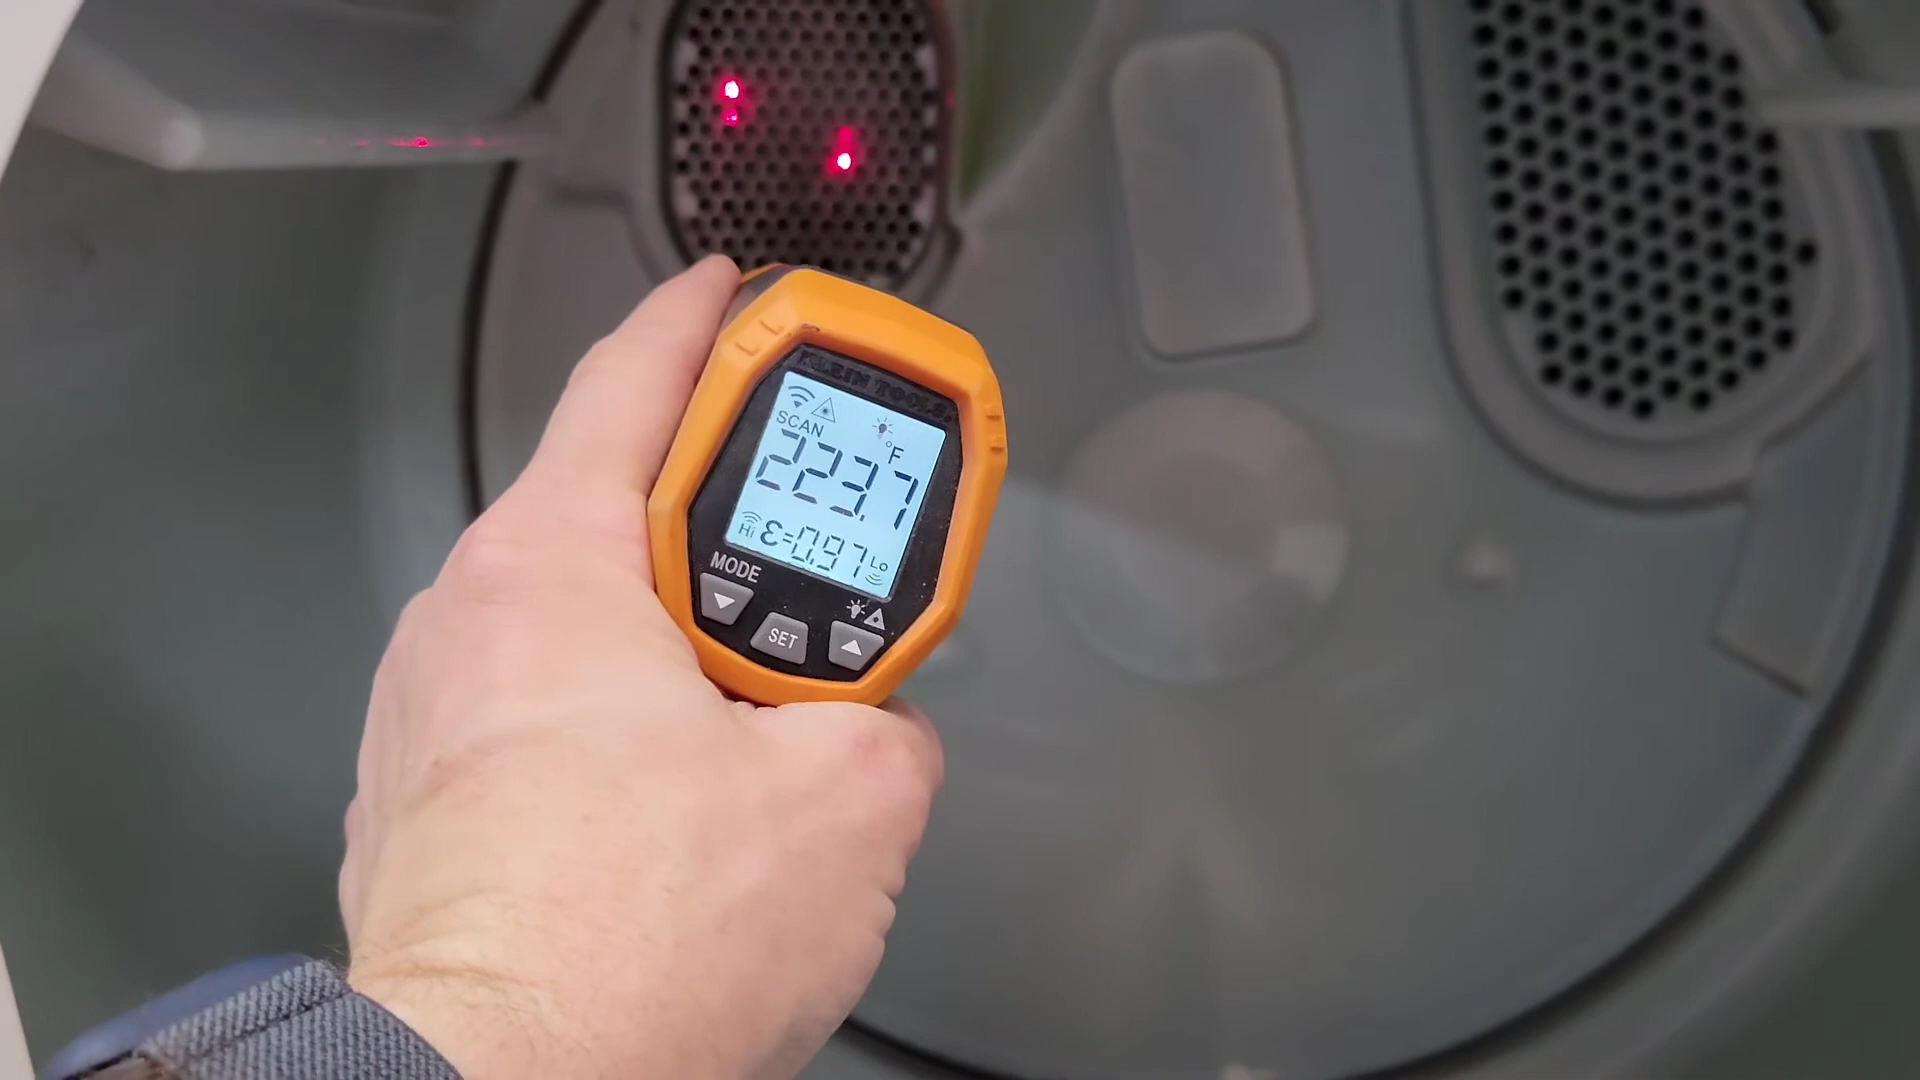 KLEIN TOOLS®
SCAN
°F
223.7
Hi ε=0.97 Lo
MODE
SET